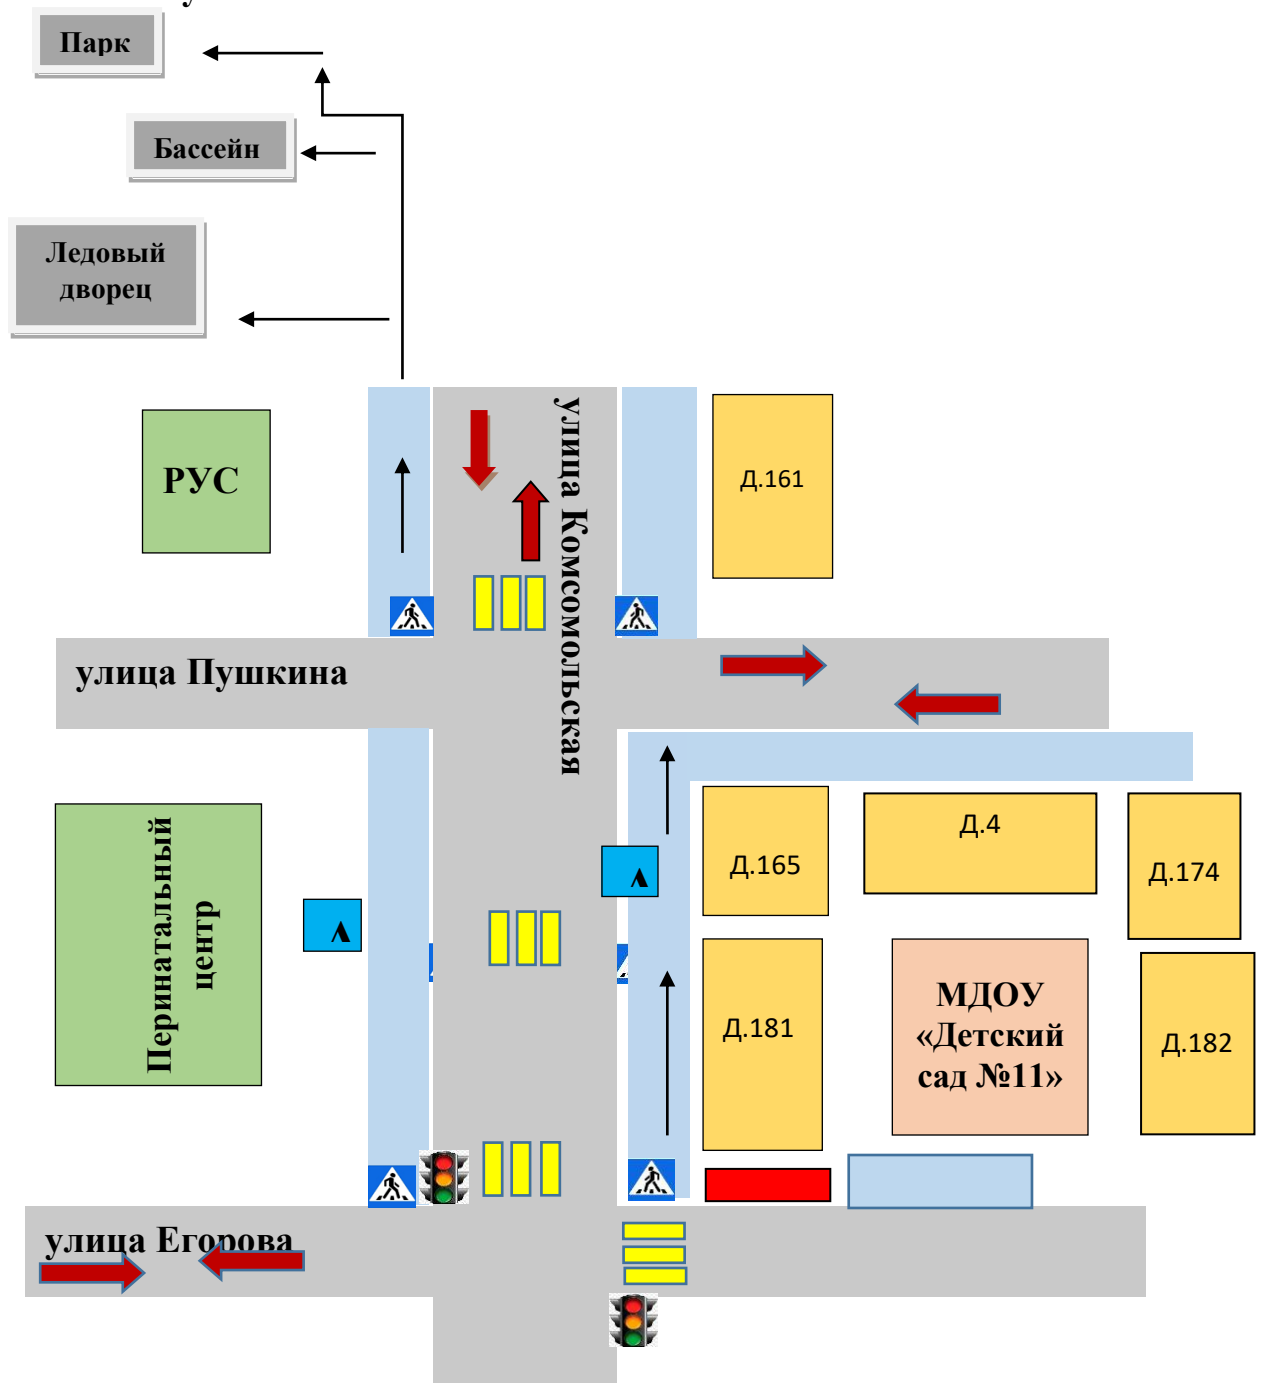 Парк
Бассейн
Ледовый
дворец
РУС
улица Комсомольская
Д.161
улица Пушкина
Перинатальный
центр
Д.165
Д.4
Д.174
Д.181
МДОУ
«Детский
сад №11»
Д.182
улица Егорова